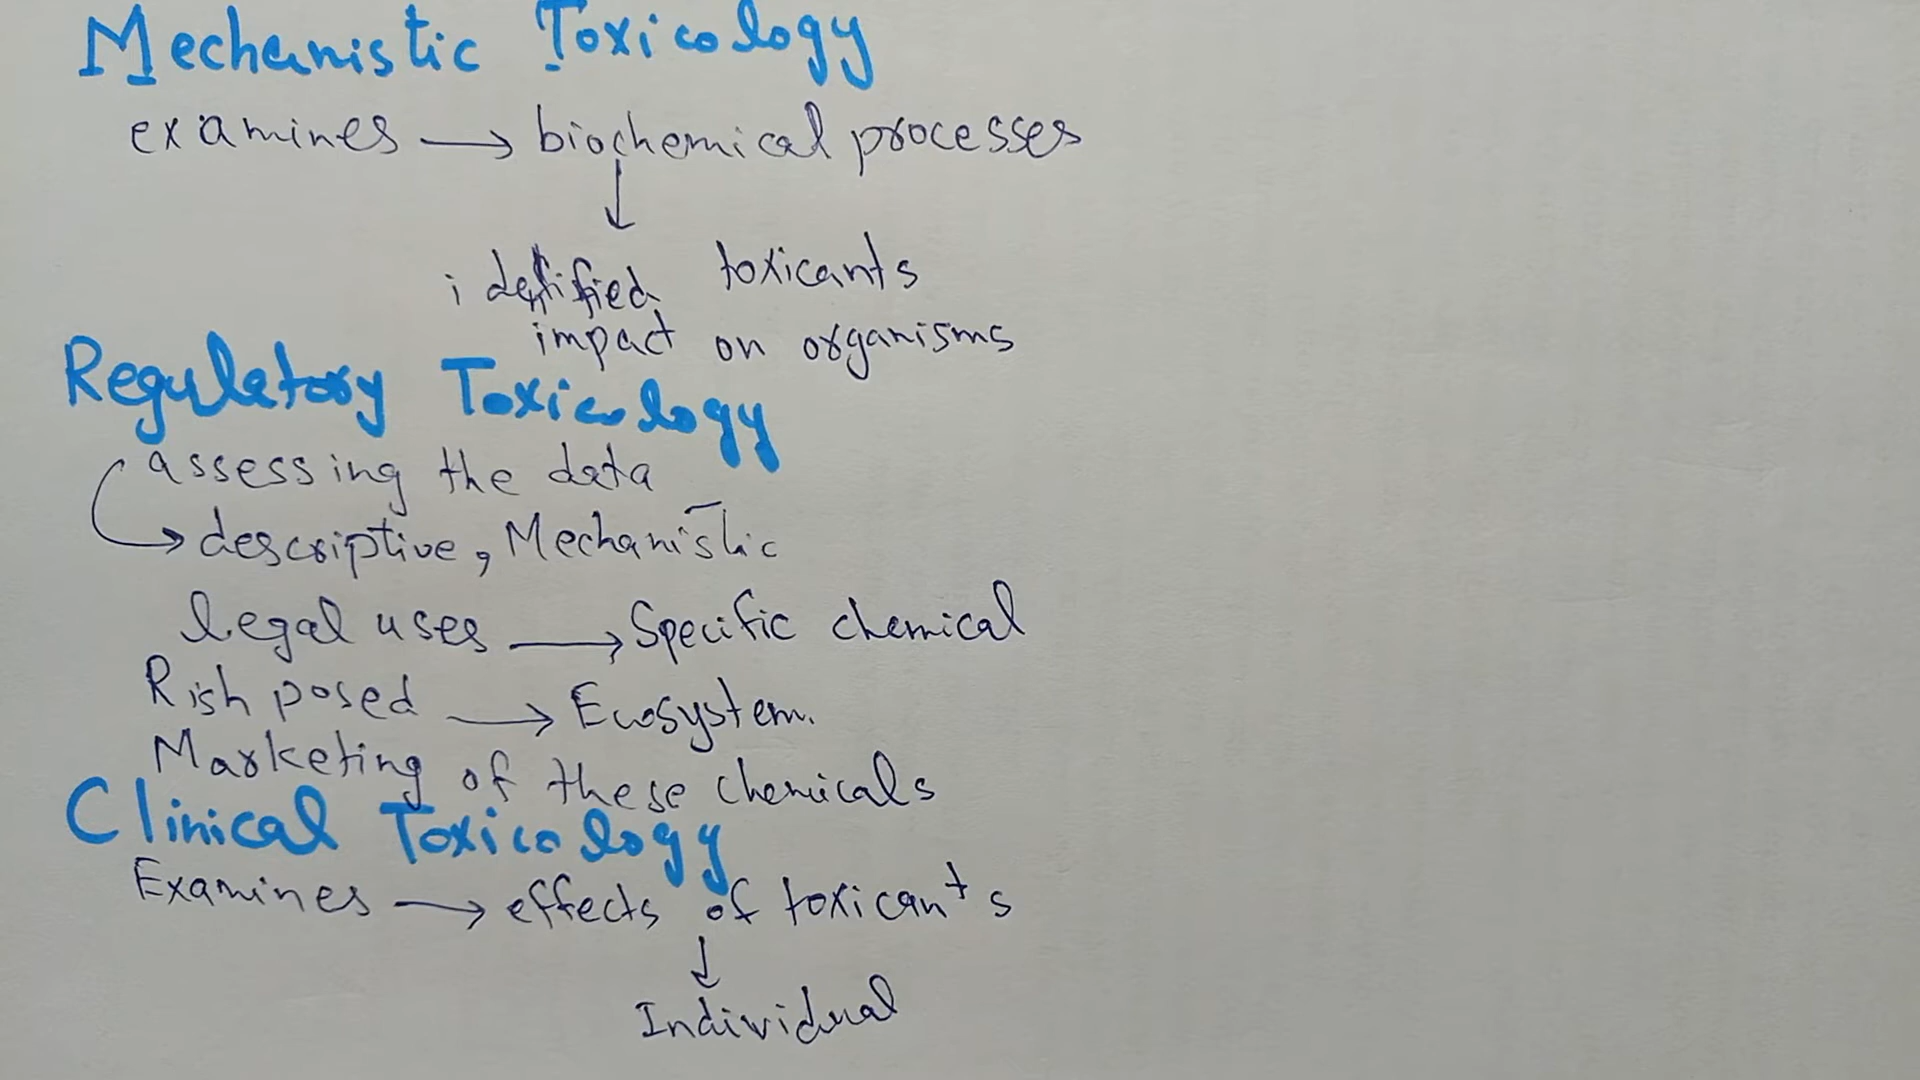 Mechanistic Toxicology
examines → biochemical processes
↓
identified toxicants
impact on organisms
Regulatory Toxicology
assessing the data
→ descriptive, Mechanistic
legal uses → Specific chemical
Rish posed → Ecosystem.
Marketing of these chemicals
Clinical Toxicology
Examines → effects of toxicants
↓
Individual